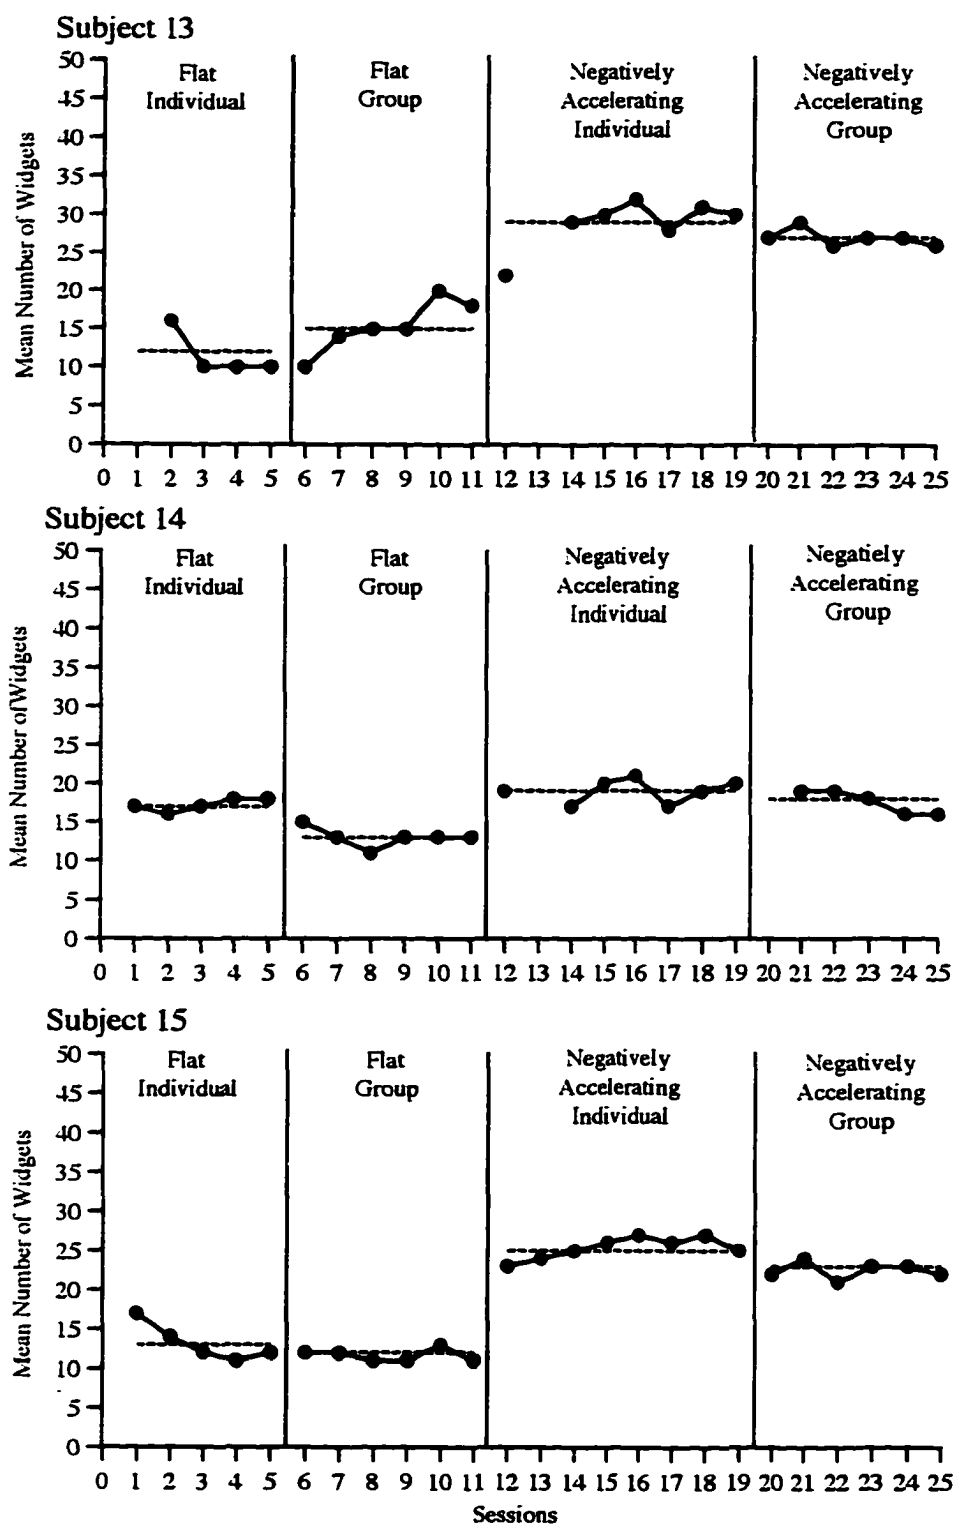 Subject 13
Flat
Individual
Flat
Group
Negatively
Accelerating
Individual
Negatively
Accelerating
Group
Mean Number of Widgets
50
45
40
35
30
25
20
15
10
5
0
0 1 2 3 4 5 6 7 8 9 10 11 12 13 14 15 16 17 18 19 20 21 22 23 24 25
Subject 14
Flat
Individual
Flat
Group
Negatively
Accelerating
Individual
Negatiely
Accelerating
Group
Mean Number of Widgets
50
45
40
35
30
25
20
15
10
5
0
0 1 2 3 4 5 6 7 8 9 10 11 12 13 14 15 16 17 18 19 20 21 22 23 24 25
Subject 15
Flat
Individual
Flat
Group
Negatively
Accelerating
Individual
Negatively
Accelerating
Group
Mean Number of Widgets
50
45
40
35
30
25
20
15
10
5
0
0 1 2 3 4 5 6 7 8 9 10 11 12 13 14 15 16 17 18 19 20 21 22 23 24 25
Sessions